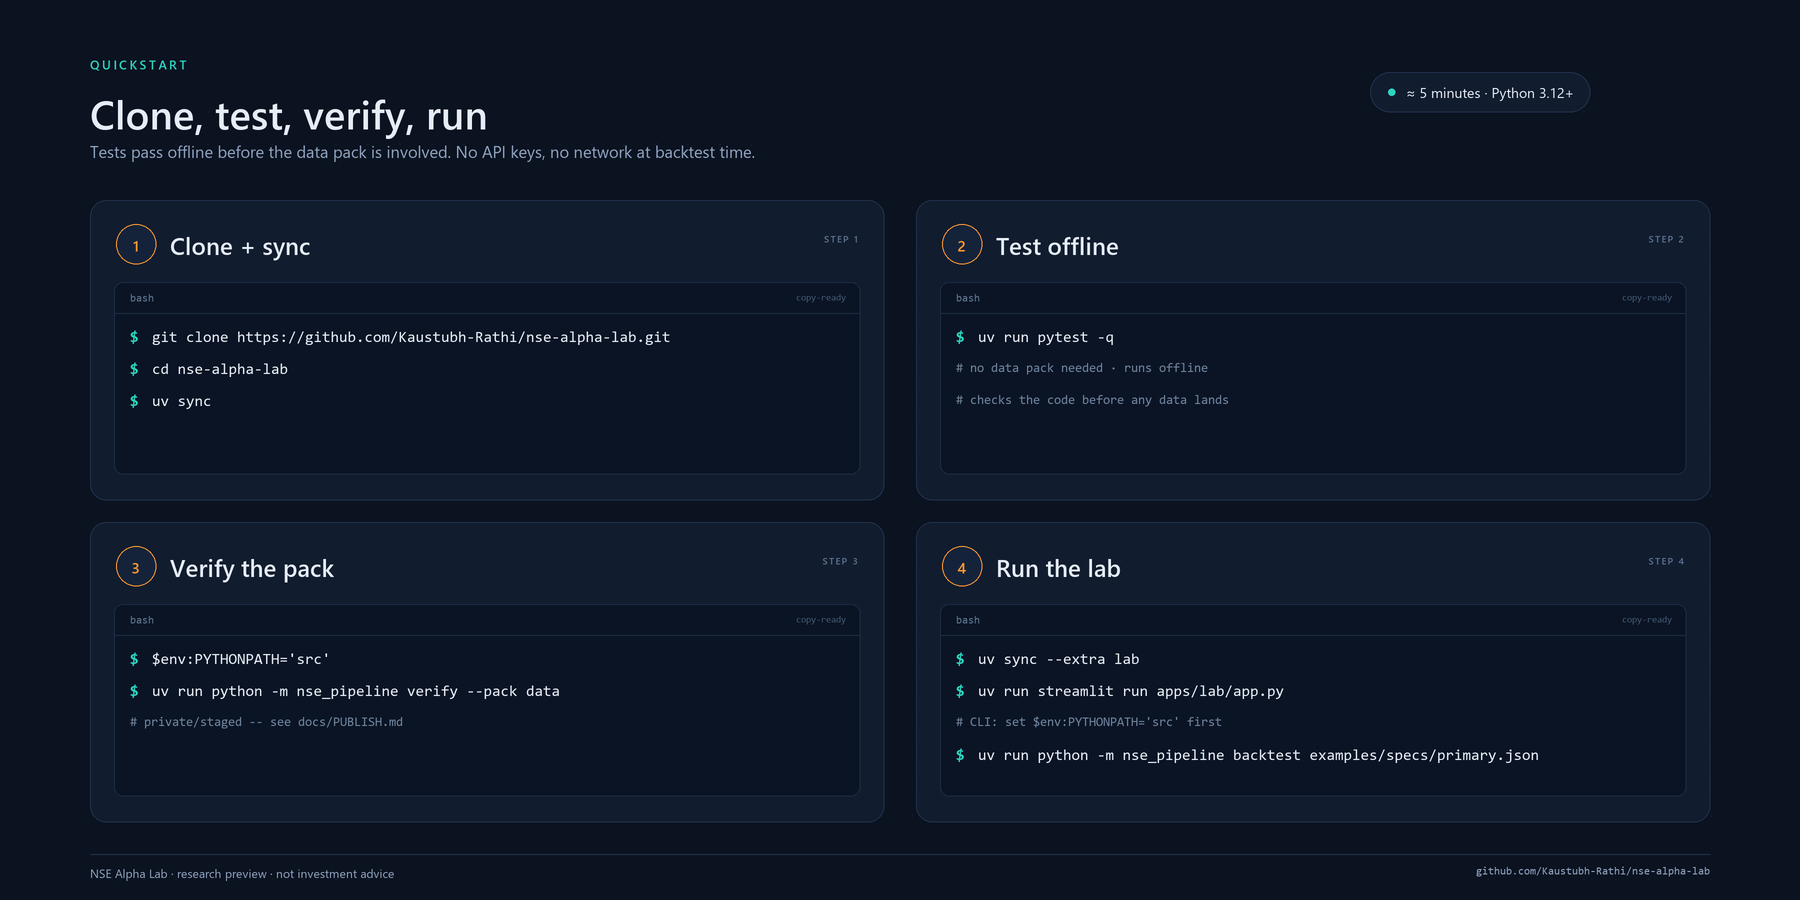 QUICKSTART
Clone, test, verify, run
Tests pass offline before the data pack is involved. No API keys, no network at backtest time.
≈ 5 minutes · Python 3.12+
1 Clone + sync STEP 1
bash copy-ready
$ git clone https://github.com/Kaustubh-Rathi/nse-alpha-lab.git
$ cd nse-alpha-lab
$ uv sync
2 Test offline STEP 2
bash copy-ready
$ uv run pytest -q
# no data pack needed · runs offline
# checks the code before any data lands
3 Verify the pack STEP 3
bash copy-ready
$ $env:PYTHONPATH='src'
$ uv run python -m nse_pipeline verify --pack data
# private/staged -- see docs/PUBLISH.md
4 Run the lab STEP 4
bash copy-ready
$ uv sync --extra lab
$ uv run streamlit run apps/lab/app.py
# CLI: set $env:PYTHONPATH='src' first
$ uv run python -m nse_pipeline backtest examples/specs/primary.json
NSE Alpha Lab · research preview · not investment advice
github.com/Kaustubh-Rathi/nse-alpha-lab